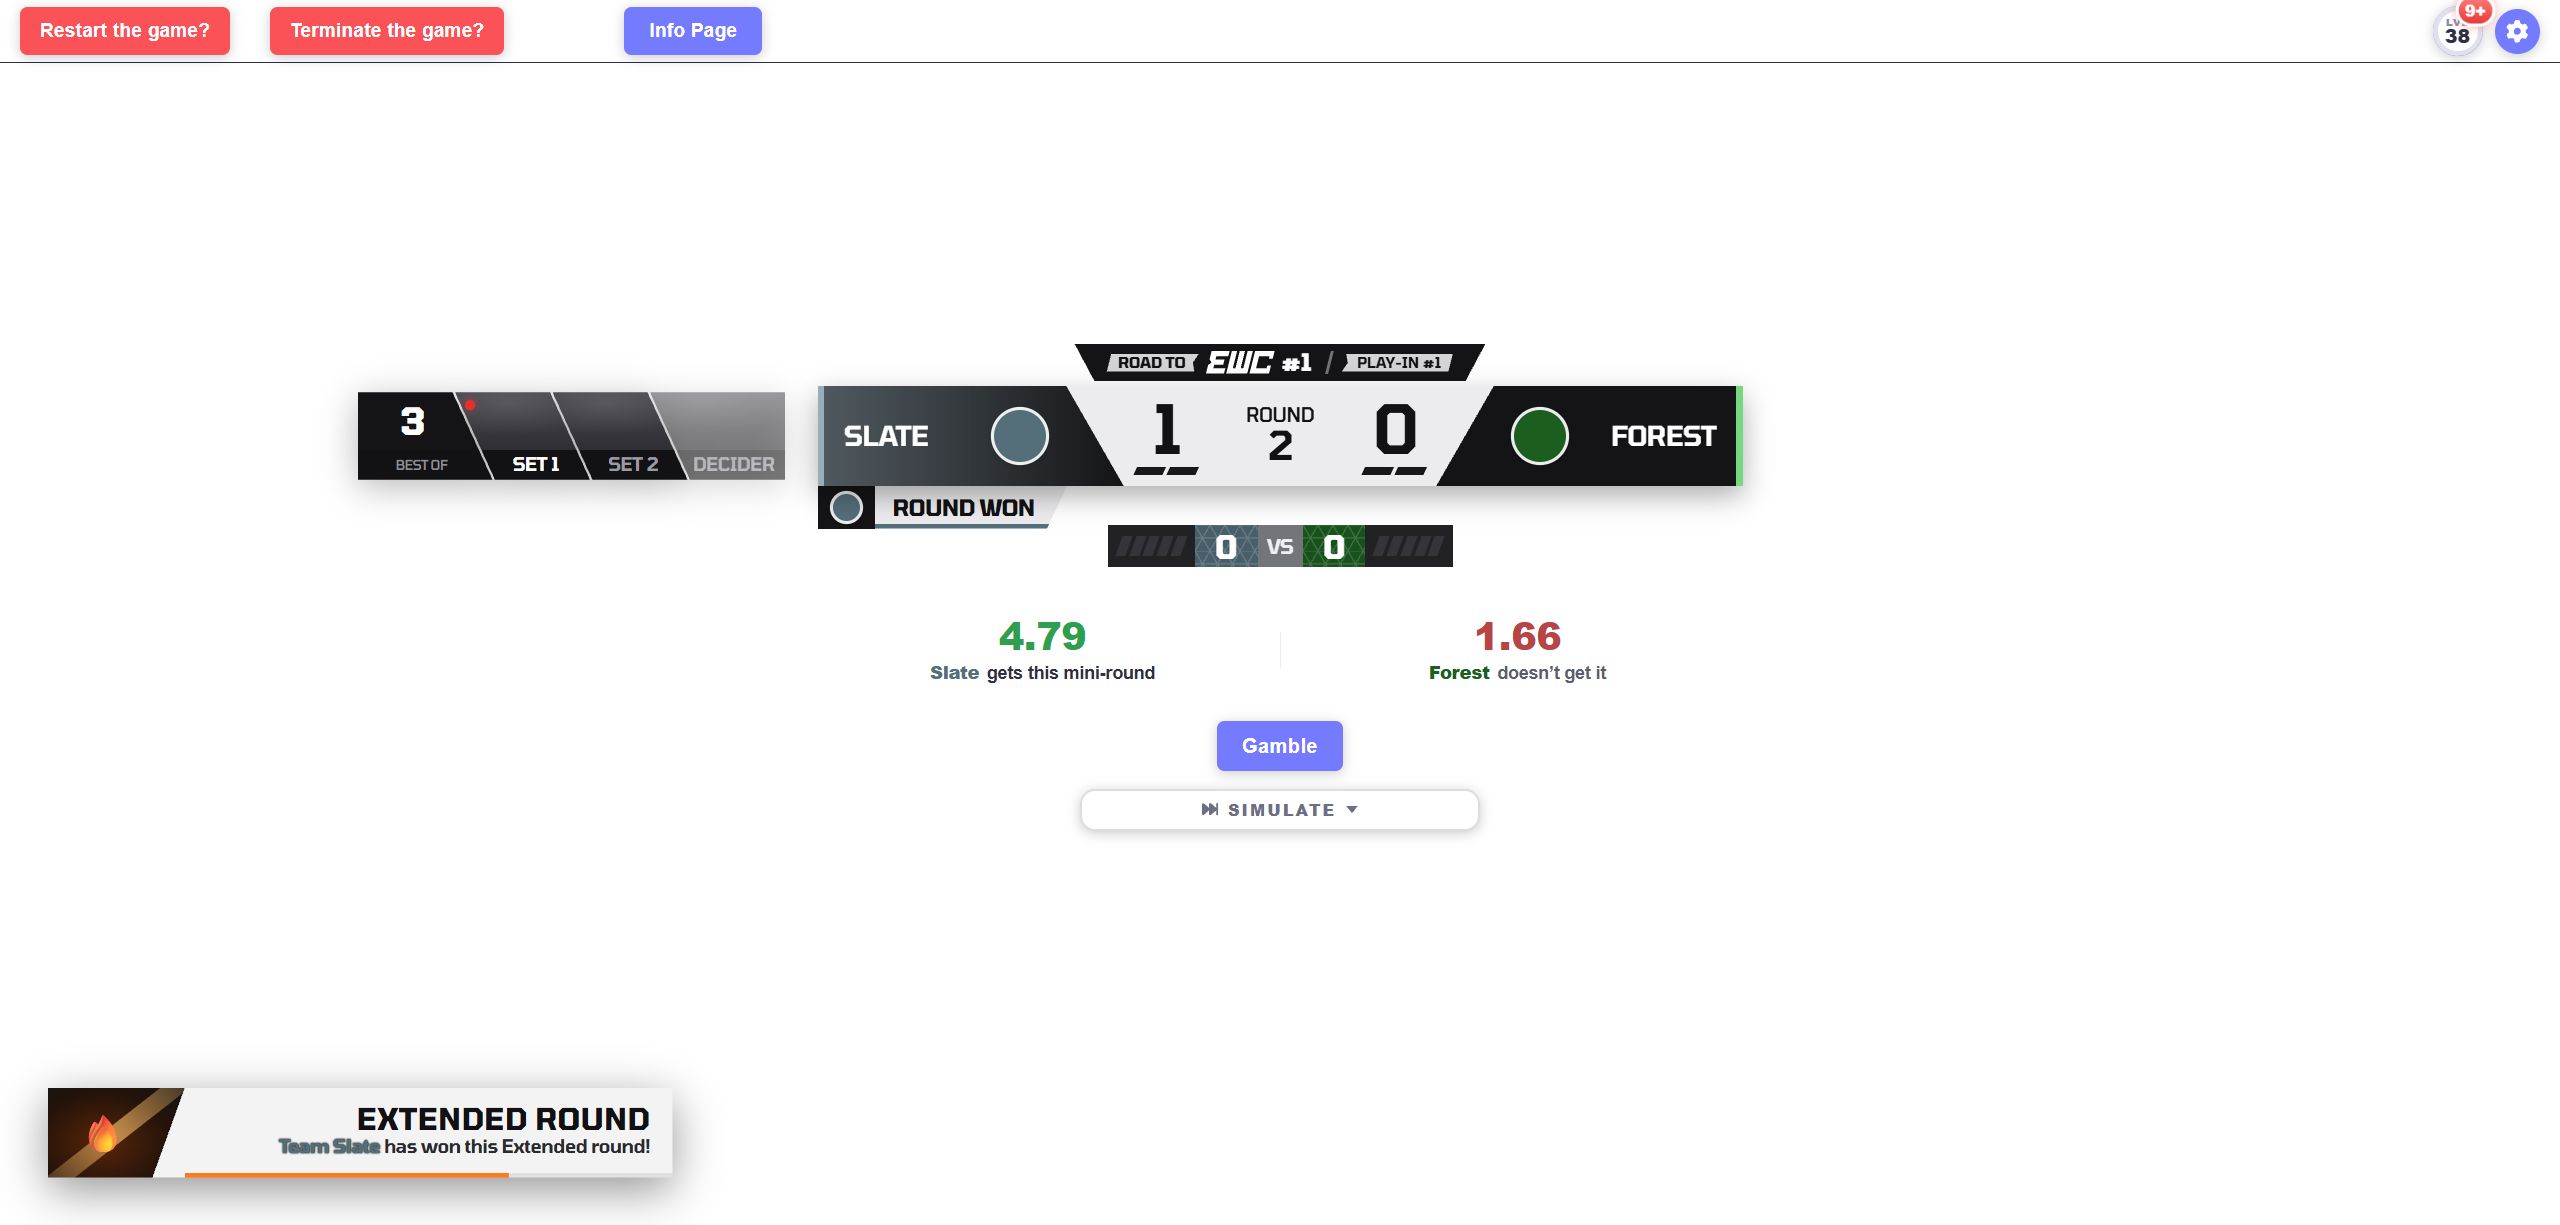 Restart the game?
Terminate the game?
Info Page
9+
38
ROAD TO EWC #1 / PLAY-IN #1
3
BEST OF
SET 1
SET 2
DECIDER
SLATE
1
ROUND
2
0
FOREST
ROUND WON
0 VS 0
4.79
Slate gets this mini-round
1.66
Forest doesn't get it
Gamble
SIMULATE
EXTENDED ROUND
Team Slate has won this Extended round!